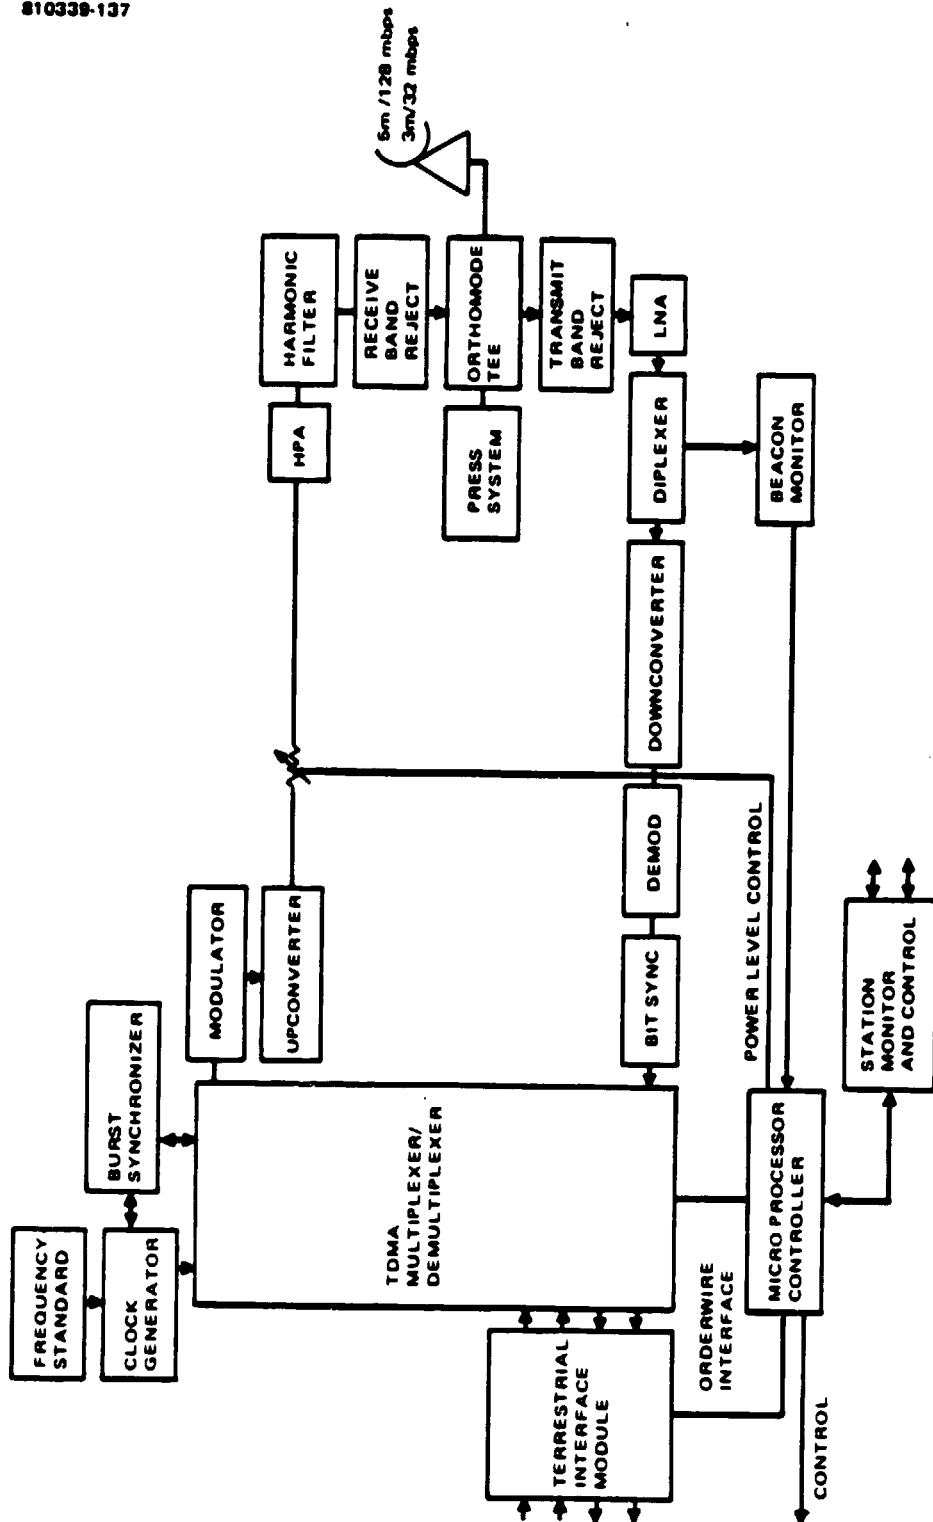 810339-137
5m /128 mbps
3m/32 mbps
HARMONIC
FILTER
RECEIVE
BAND
REJECT
ORTHOMODE
TEE
TRANSMIT
BAND
REJECT
LNA
HPA
PRESS
SYSTEM
DIPLEXER
BEACON
MONITOR
DOWNCONVERTER
DEMOD
BIT SYNC
POWER LEVEL CONTROL
MODULATOR
UPCONVERTER
BURST
SYNCHRONIZER
FREQUENCY
STANDARD
CLOCK
GENERATOR
TDMA
MULTIPLEXER/
DEMULTIPLEXER
STATION
MONITOR
AND CONTROL
MICRO PROCESSOR
CONTROLLER
ORDERWIRE
INTERFACE
TERRESTRIAL
INTERFACE
MODULE
CONTROL